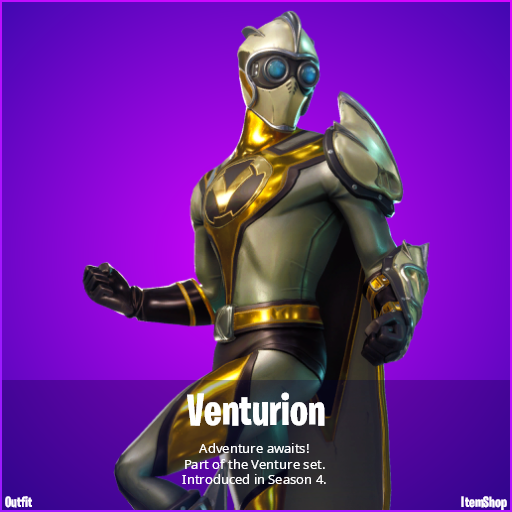 Venturion
Adventure awaits!
Part of the Venture set.
Introduced in Season 4.
Outfit
ItemShop